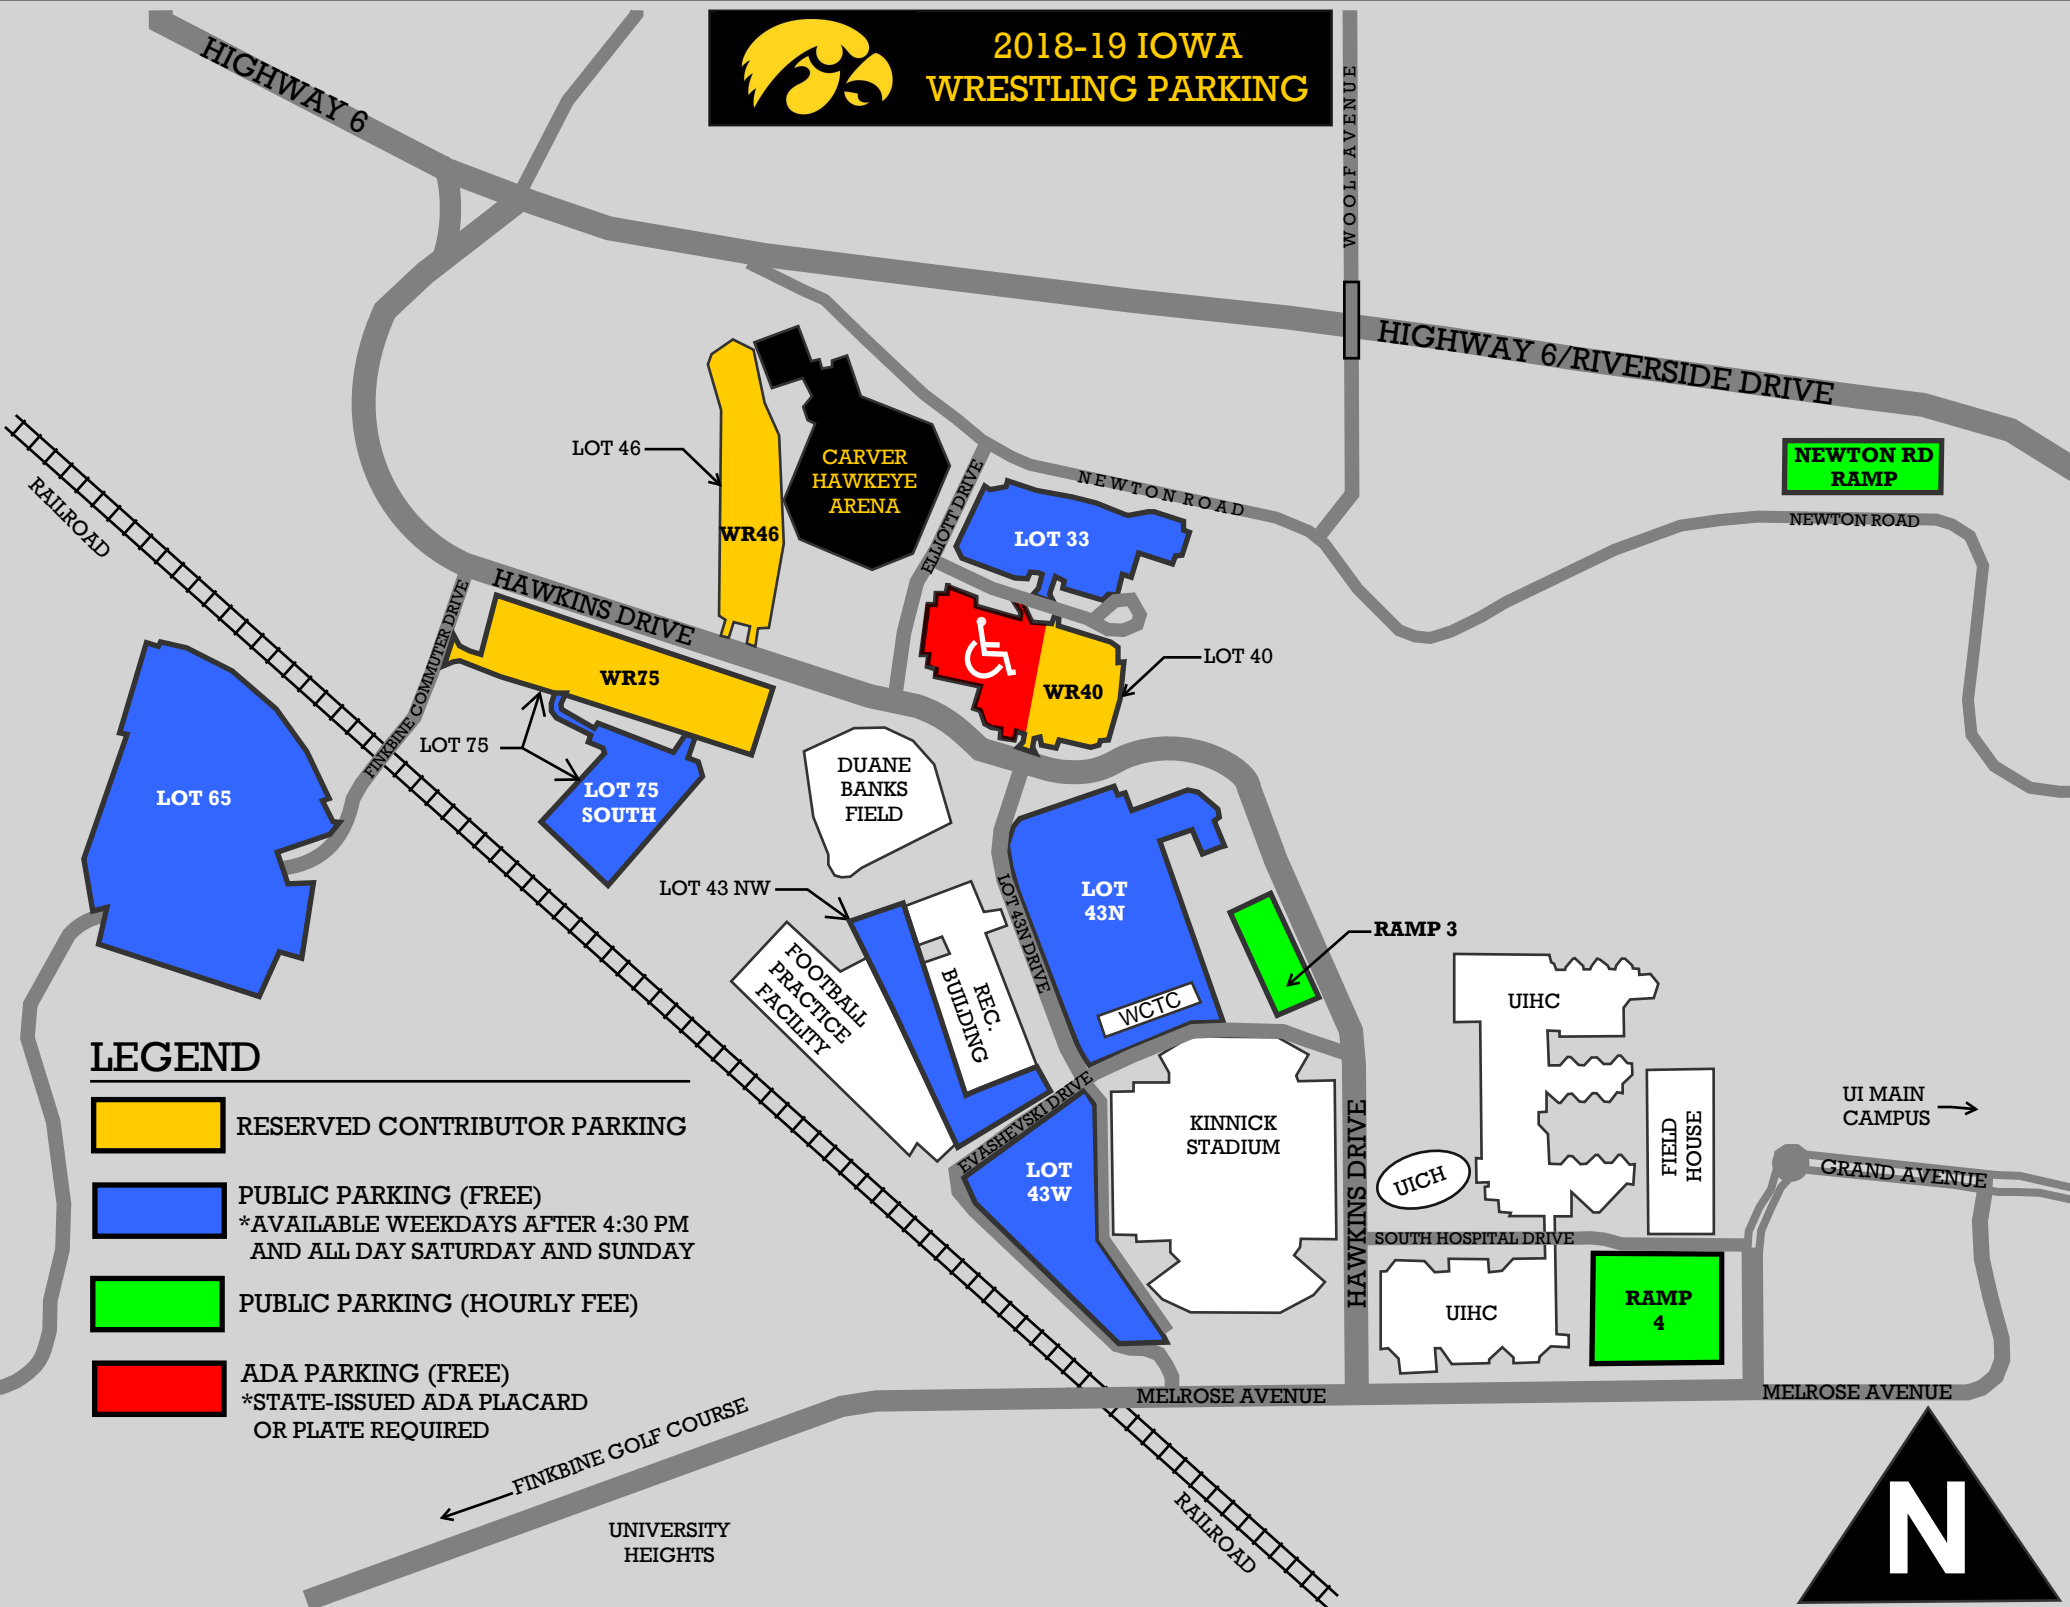 2018-19 IOWA
WRESTLING PARKING
HIGHWAY 6
WOOLF AVENUE
HIGHWAY 6/RIVERSIDE DRIVE
NEWTON RD
RAMP
NEWTON ROAD
NEWTON ROAD
LOT 46
WR46
CARVER
HAWKEYE
ARENA
ELLIOTT DRIVE
LOT 33
RAILROAD
HAWKINS DRIVE
FINKBINE COMMUTER DRIVE
WR75
WR40
LOT 40
LOT 75
LOT 75
SOUTH
LOT 65
DUANE
BANKS
FIELD
LOT 43 NW
LOT
43N
LOT 43N DRIVE
RAMP 3
FOOTBALL
PRACTICE
FACILITY
REC.
BUILDING
WCTC
UIHC
EVASHEVSKI DRIVE
KINNICK
STADIUM
LOT
43W
HAWKINS DRIVE
UICH
FIELD
HOUSE
UI MAIN
CAMPUS
GRAND AVENUE
SOUTH HOSPITAL DRIVE
UIHC
RAMP
4
MELROSE AVENUE
MELROSE AVENUE
LEGEND
RESERVED CONTRIBUTOR PARKING
PUBLIC PARKING (FREE)
*AVAILABLE WEEKDAYS AFTER 4:30 PM
AND ALL DAY SATURDAY AND SUNDAY
PUBLIC PARKING (HOURLY FEE)
ADA PARKING (FREE)
*STATE-ISSUED ADA PLACARD
OR PLATE REQUIRED
FINKBINE GOLF COURSE
UNIVERSITY
HEIGHTS
RAILROAD
N